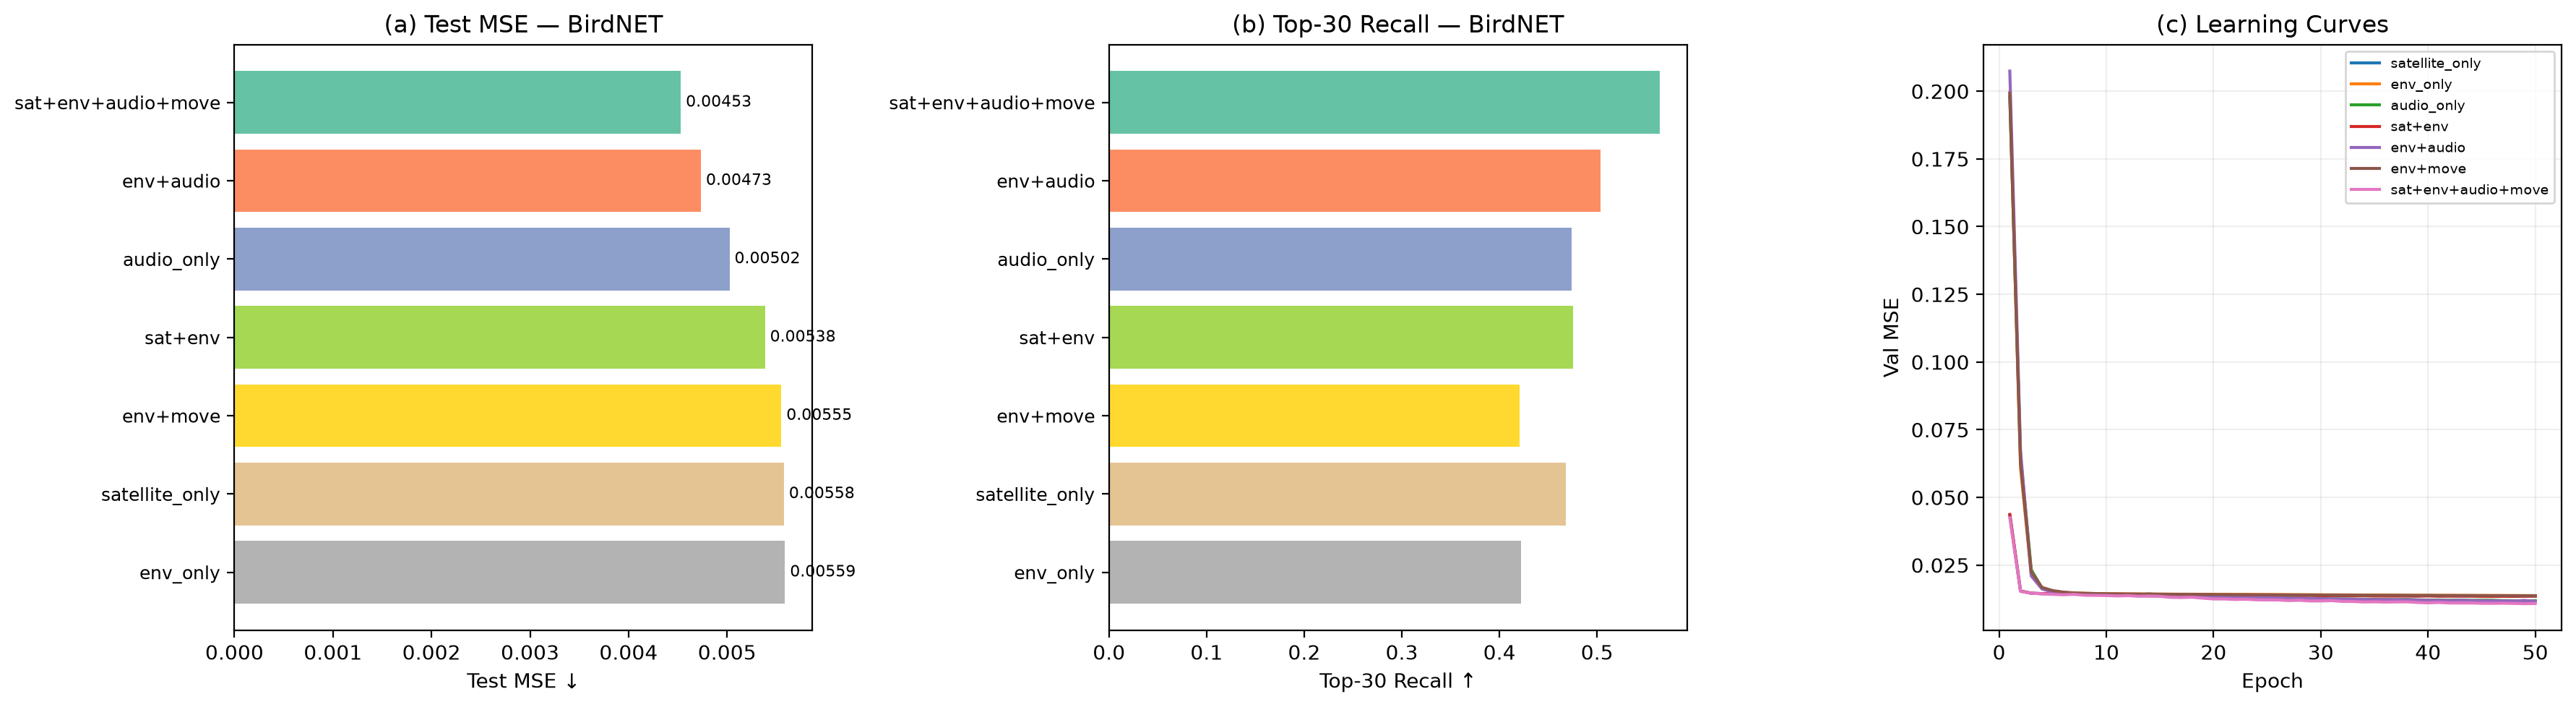 (a) Test MSE — BirdNET
sat+env+audio+move
0.00453
env+audio
0.00473
audio_only
0.00502
sat+env
0.00538
env+move
0.00555
satellite_only
0.00558
env_only
0.00559
0.000 0.001 0.002 0.003 0.004 0.005
Test MSE ↓
(b) Top-30 Recall — BirdNET
sat+env+audio+move
env+audio
audio_only
sat+env
env+move
satellite_only
env_only
0.0 0.1 0.2 0.3 0.4 0.5
Top-30 Recall ↑
(c) Learning Curves
satellite_only
env_only
audio_only
sat+env
env+audio
env+move
sat+env+audio+move
0.200
0.175
0.150
0.125
0.100
0.075
0.050
0.025
Val MSE
0 10 20 30 40 50
Epoch